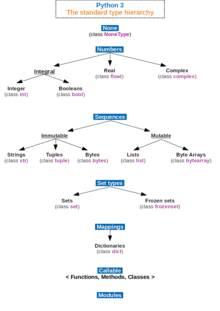 Python 3
The standard type hierarchy
None
(class NoneType)
Numbers
Integral
Real
(class float)
Complex
(class complex)
Integer
(class int)
Booleans
(class bool)
Sequences
Immutable
Mutable
Strings
(class str)
Tuples
(class tuple)
Bytes
(class bytes)
Lists
(class list)
Byte Arrays
(class bytearray)
Set types
Sets
(class set)
Frozen sets
(class frozenset)
Mappings
Dictionaries
(class dict)
Callable
< Functions, Methods, Classes >
Modules